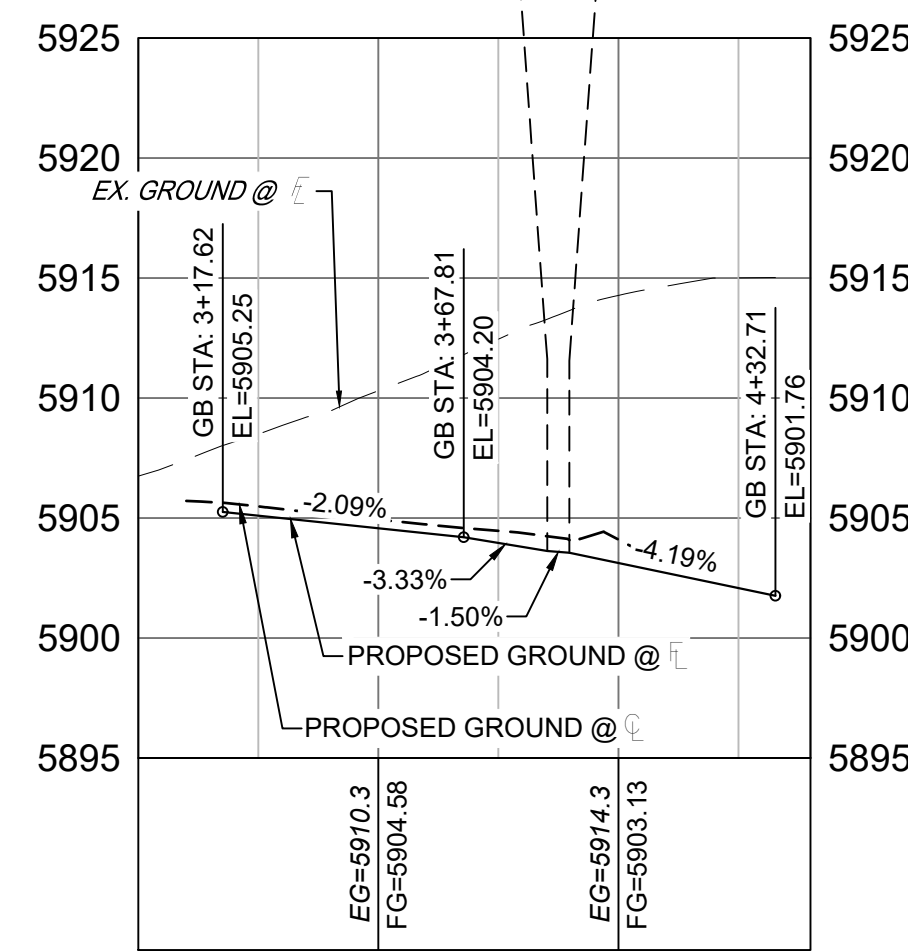 5925 5925
5920 5920
EX. GROUND @ FL
5915 5915
GB STA: 3+17.62
EL=5905.25
GB STA: 3+67.81
EL=5904.20
GB STA: 4+32.71
EL=5901.76
5910 5910
5905 5905
-2.09%
-4.19%
-3.33%
-1.50%
5900 5900
PROPOSED GROUND @ FL
PROPOSED GROUND @ CL
5895 5895
EG=5910.3
FG=5904.58
EG=5914.3
FG=5903.13